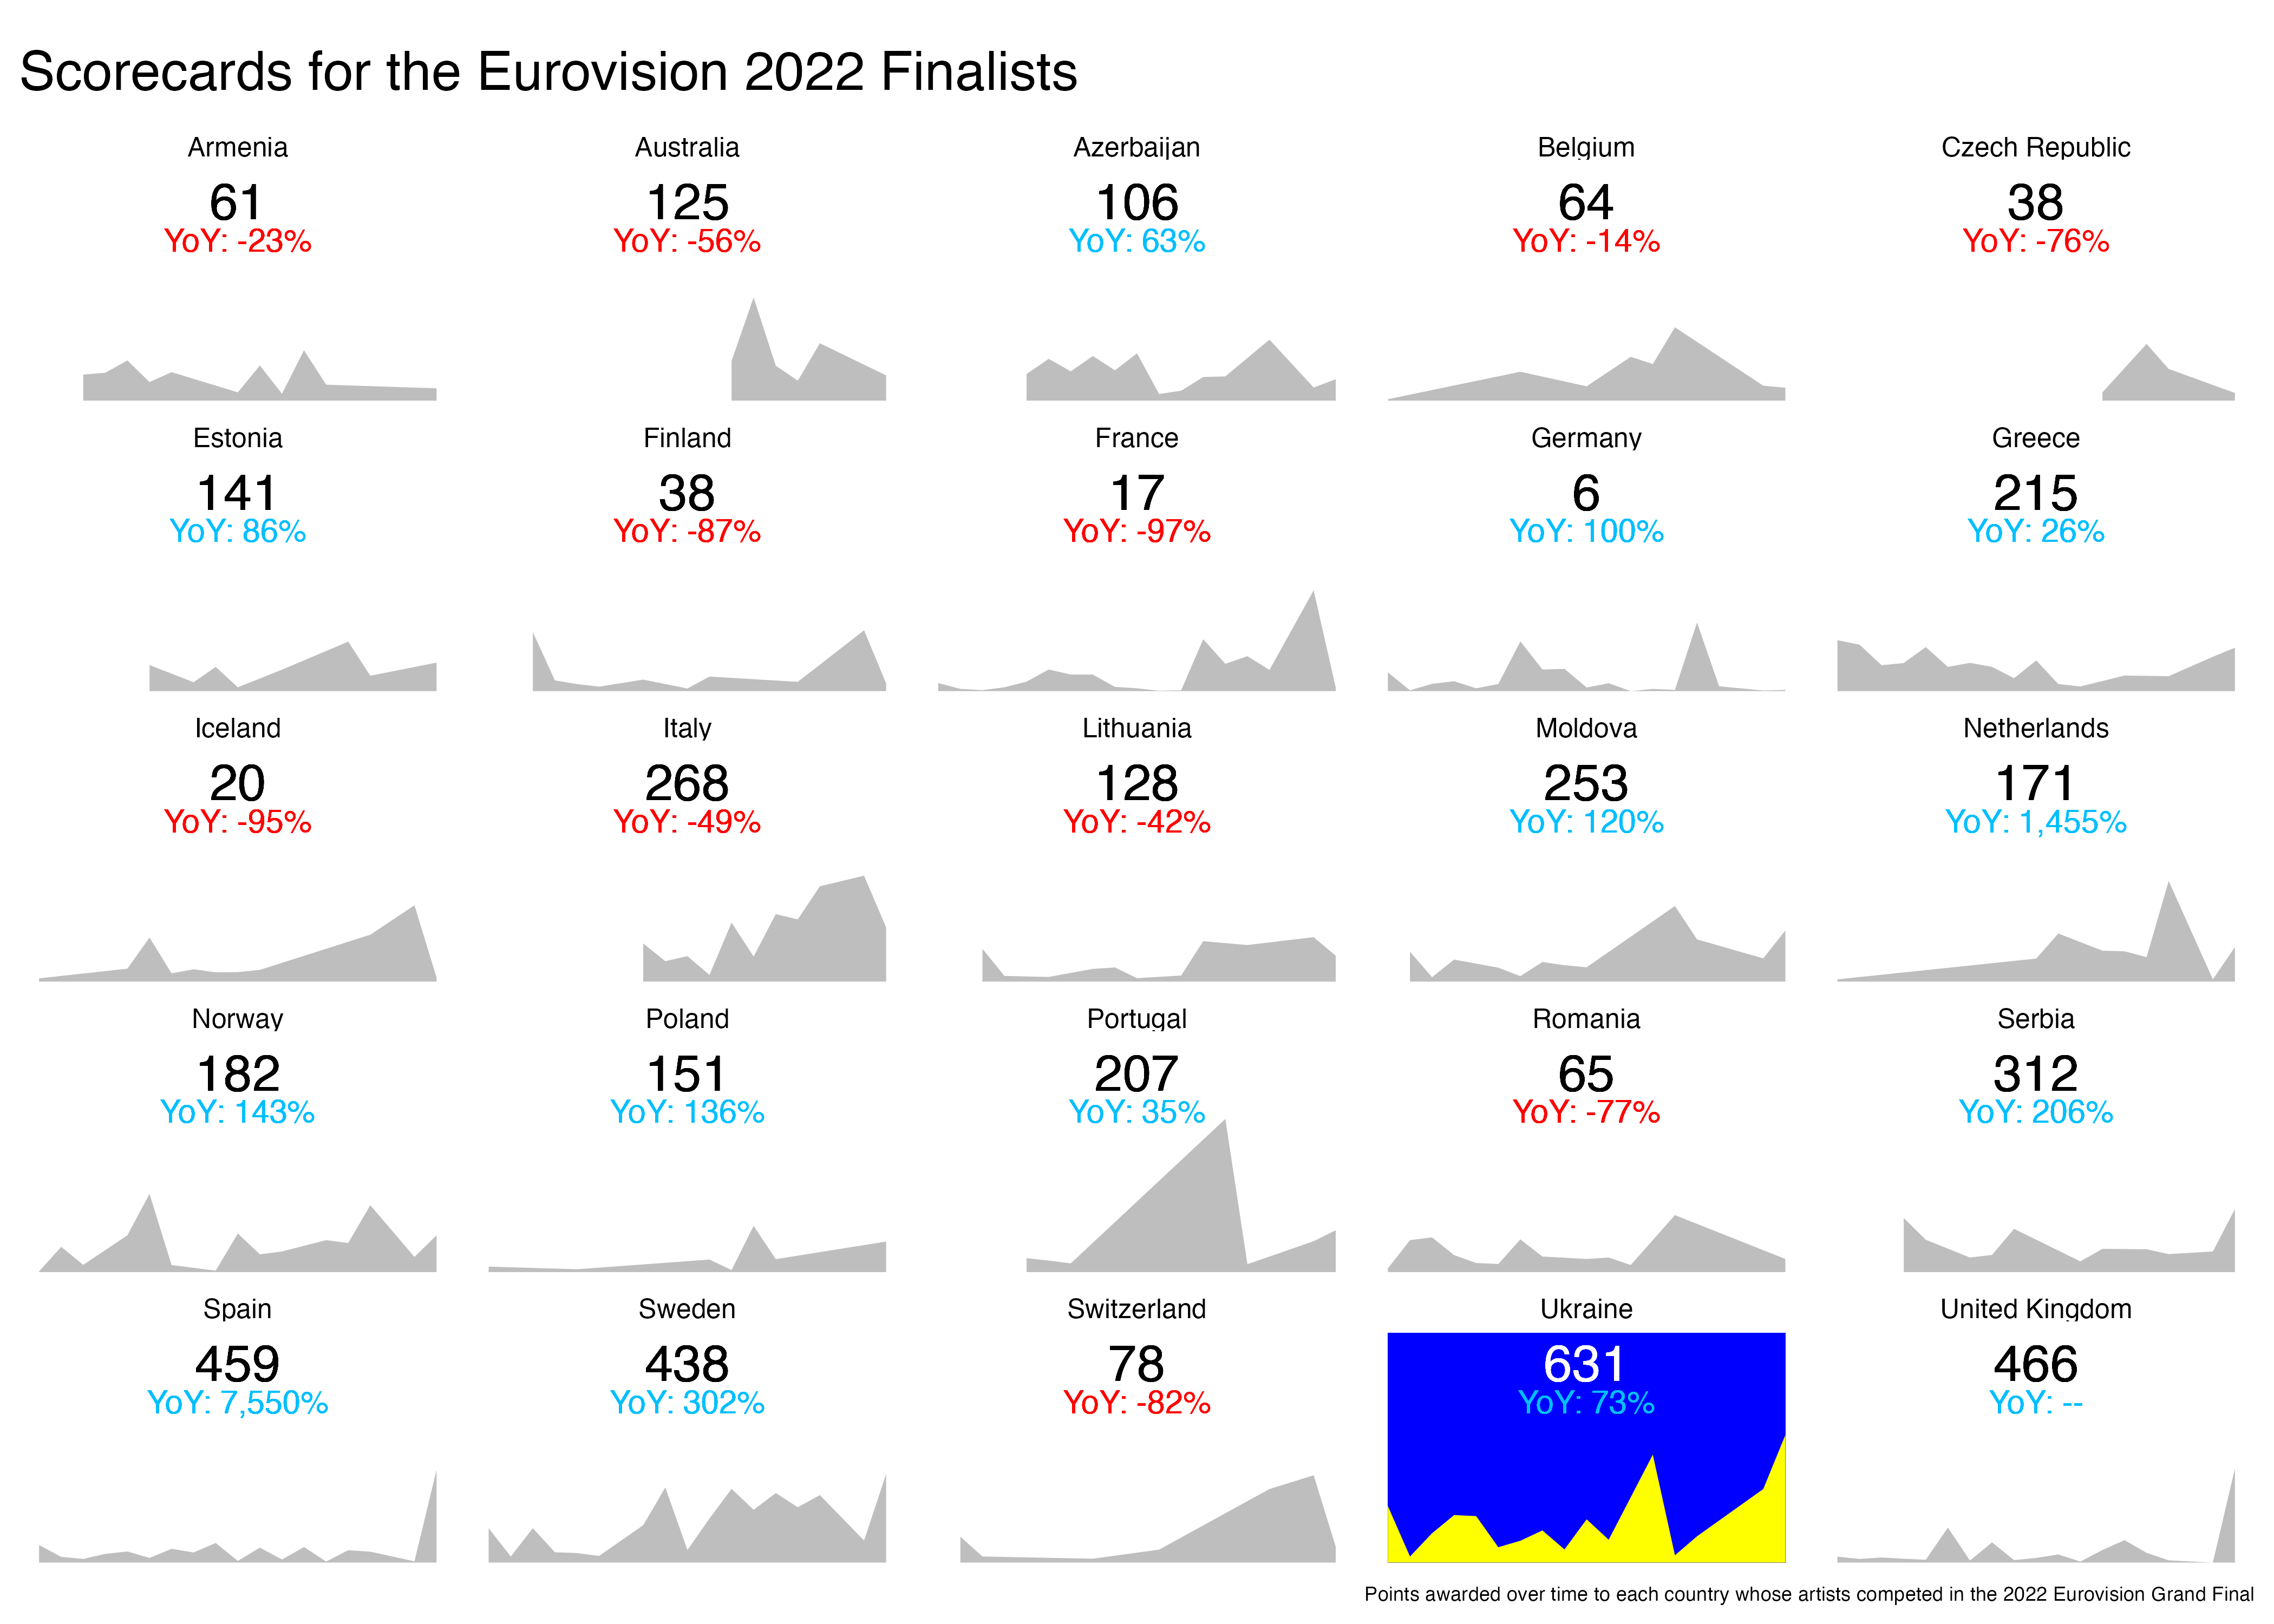 Scorecards for the Eurovision 2022 Finalists
Armenia
61
YoY: -23%
Australia
125
YoY: -56%
Azerbaijan
106
YoY: 63%
Belgium
64
YoY: -14%
Czech Republic
38
YoY: -76%
Estonia
141
YoY: 86%
Finland
38
YoY: -87%
France
17
YoY: -97%
Germany
6
YoY: 100%
Greece
215
YoY: 26%
Iceland
20
YoY: -95%
Italy
268
YoY: -49%
Lithuania
128
YoY: -42%
Moldova
253
YoY: 120%
Netherlands
171
YoY: 1,455%
Norway
182
YoY: 143%
Poland
151
YoY: 136%
Portugal
207
YoY: 35%
Romania
65
YoY: -77%
Serbia
312
YoY: 206%
Spain
459
YoY: 7,550%
Sweden
438
YoY: 302%
Switzerland
78
YoY: -82%
Ukraine
631
YoY: 73%
United Kingdom
466
YoY: --
Points awarded over time to each country whose artists competed in the 2022 Eurovision Grand Final